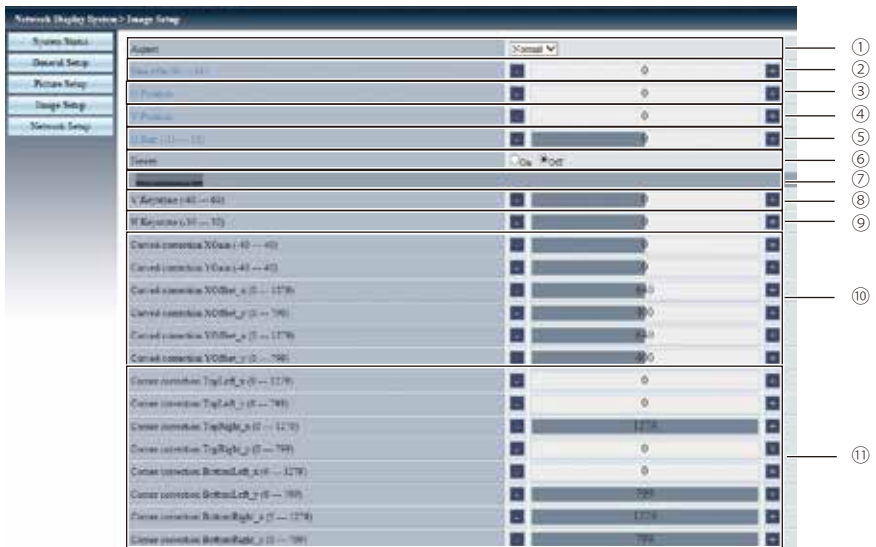 Network Display System > Image Setup
System Status
General Setup
Picture Setup
Image Setup
Network Setup
Aspect Normal ①
0 ②
H Position 0 ③
V Position 0 ④
0 ⑤
On Off ⑥
⑦
V Keystone (-40 — 40) 0 ⑧
H Keystone 0 ⑨
Curved correction XGain (-40 — 40) 0
Curved correction YGain (-40 — 40) 0
Curved correction XOffset_x (0 — 1279) 640 ⑩
Curved correction XOffset_y (0 — 799) 400
Curved correction YOffset_x (0 — 1279) 640
Curved correction YOffset_y (0 — 799) 400
Corner correction TopLeft_x (0 — 1279) 0
Corner correction TopLeft_y (0 — 799) 0
Corner correction TopRight_x (0 — 1279) 1279
Corner correction TopRight_y (0 — 799) 0 ⑪
Corner correction BottomLeft_x (0 — 1279) 0
Corner correction BottomLeft_y (0 — 799) 799
Corner correction BottomRight_x (0 — 1279) 1279
Corner correction BottomRight_y (0 — 799) 799